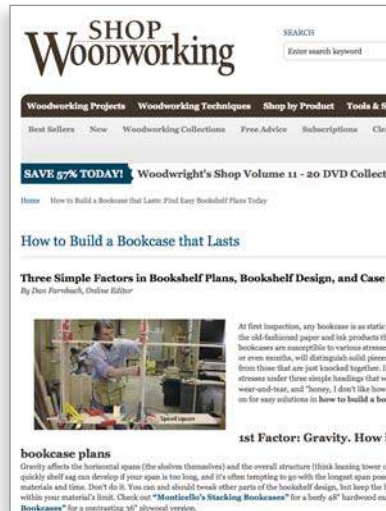 SHOP
WOODWORKING
SEARCH
Enter search keyword
Woodworking Projects Woodworking Techniques Shop by Product Tools & S
Best Sellers New Woodworking Collections Free Advice Subscriptions Cle
SAVE 57% TODAY! Woodwright's Shop Volume 11 - 20 DVD Collect
Home How to Build a Bookcase that Lasts: Find Easy Bookshelf Plans Today
How to Build a Bookcase that Lasts
Three Simple Factors in Bookshelf Plans, Bookshelf Design, and Case
By Dan Farnbach, Online Editor
At first inspection, any bookcase is as static
the old-fashioned paper and ink products th
bookcases are susceptible to various stresse
or even months, will distinguish solid pieces
from those that are just knocked together. I
stresses under three simple headings that w
wear-and-tear, and "honey, I don't like how
on for easy solutions in how to build a bo
Spliced square
1st Factor: Gravity. How
bookcase plans
Gravity affects the horizontal spans (the shelves themselves) and the overall structure (think leaning tower o
quickly shelf sag can develop if your span is too long, and it's often tempting to go with the longest span pos
materials and time. Don't do it. You can and should tweak other parts of the bookshelf design, but keep the l
within your material's limit. Check out "Monticello's Stacking Bookcases" for a beefy 48" hardwood ex
Bookcases" for a contrasting 36" plywood version.